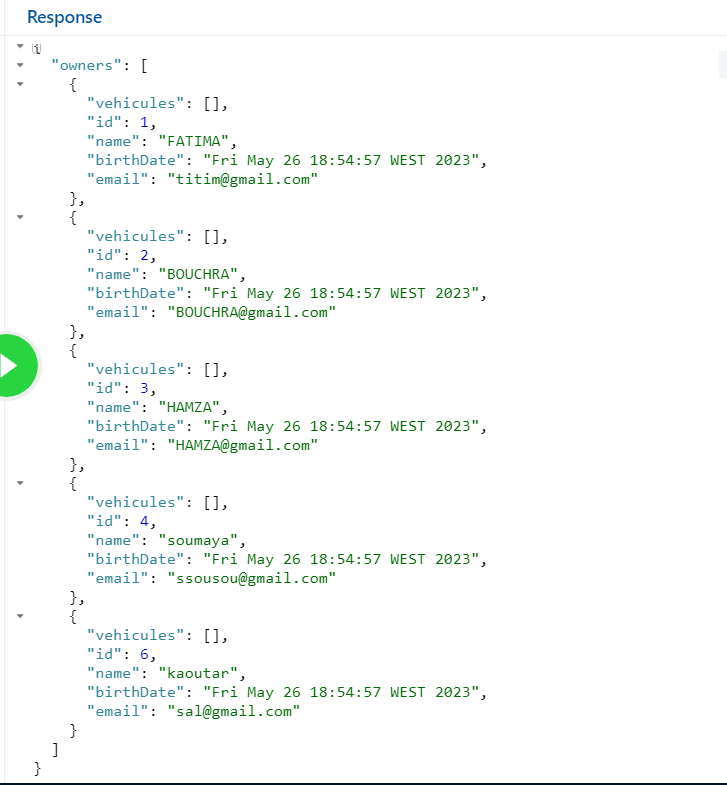 Response
{
"owners": [
{
"vehicules": [],
"id": 1,
"name": "FATIMA",
"birthDate": "Fri May 26 18:54:57 WEST 2023",
"email": "titim@gmail.com"
},
{
"vehicules": [],
"id": 2,
"name": "BOUCHRA",
"birthDate": "Fri May 26 18:54:57 WEST 2023",
"email": "BOUCHRA@gmail.com"
},
{
"vehicules": [],
"id": 3,
"name": "HAMZA",
"birthDate": "Fri May 26 18:54:57 WEST 2023",
"email": "HAMZA@gmail.com"
},
{
"vehicules": [],
"id": 4,
"name": "soumaya",
"birthDate": "Fri May 26 18:54:57 WEST 2023",
"email": "ssousou@gmail.com"
},
{
"vehicules": [],
"id": 6,
"name": "kaoutar",
"birthDate": "Fri May 26 18:54:57 WEST 2023",
"email": "sal@gmail.com"
}
]
}